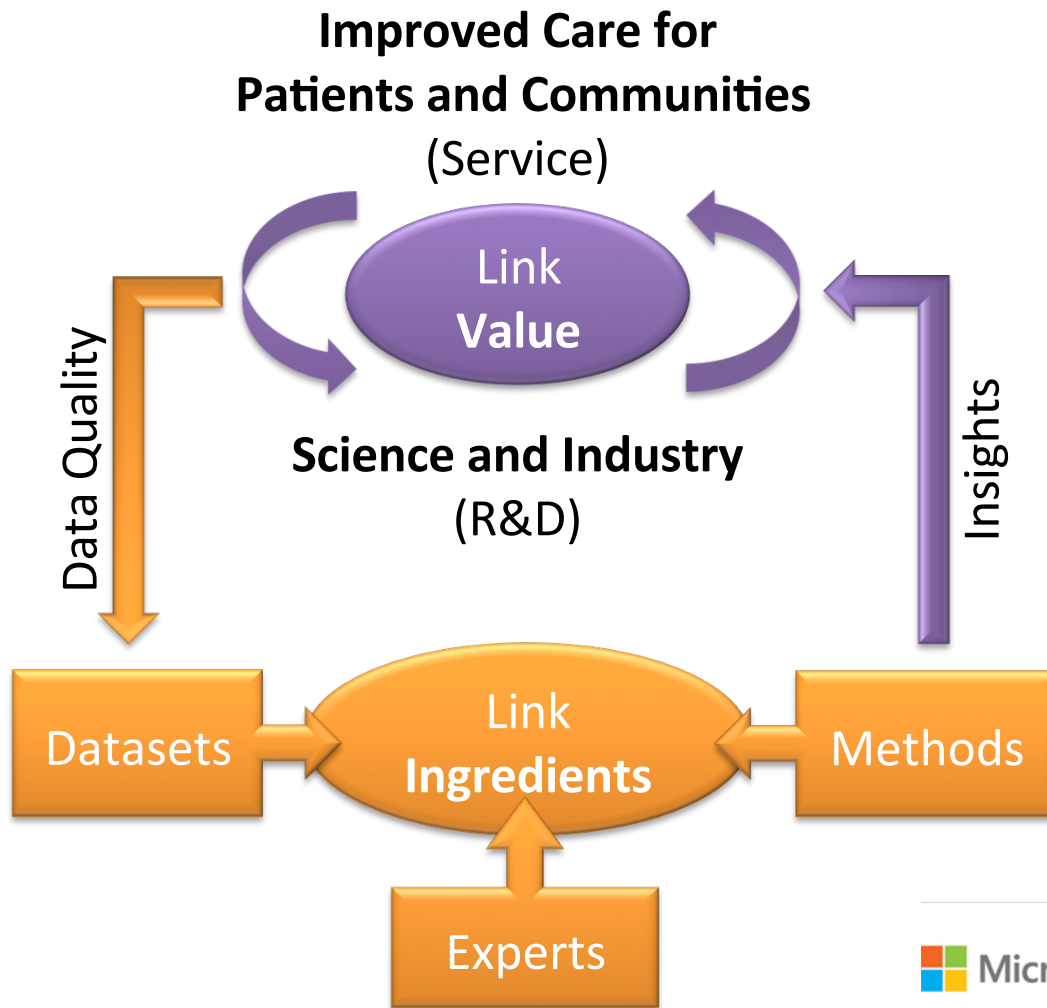 Improved Care for
Patients and Communities
(Service)
Link
Value
Data Quality
Insights
Science and Industry
(R&D)
Datasets
Link
Ingredients
Methods
Experts
Micr